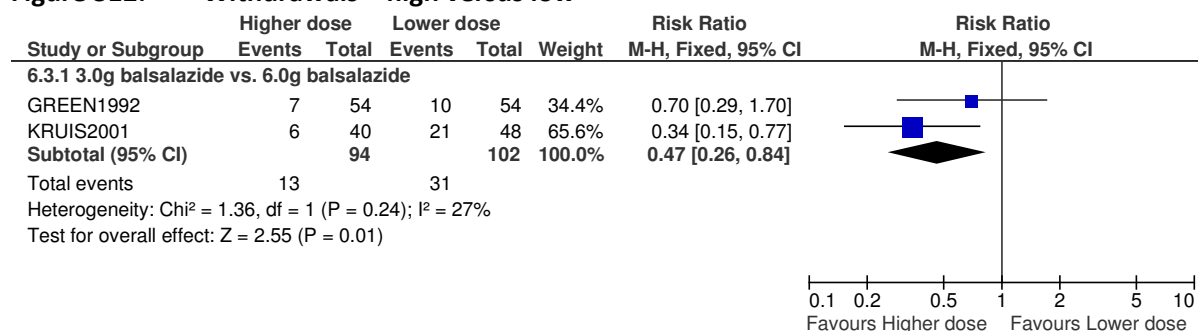 Higher dose Lower dose Risk Ratio Risk Ratio
Study or Subgroup Events Total Events Total Weight M-H, Fixed, 95% CI M-H, Fixed, 95% CI
6.3.1 3.0g balsalazide vs. 6.0g balsalazide
GREEN1992 7 54 10 54 34.4% 0.70 [0.29, 1.70]
KRUIS2001 6 40 21 48 65.6% 0.34 [0.15, 0.77]
Subtotal (95% CI) 94 102 100.0% 0.47 [0.26, 0.84]
Total events 13 31
Heterogeneity: Chi² = 1.36, df = 1 (P = 0.24); I² = 27%
Test for overall effect: Z = 2.55 (P = 0.01)
0.1 0.2 0.5 1 2 5 10
Favours Higher dose Favours Lower dose